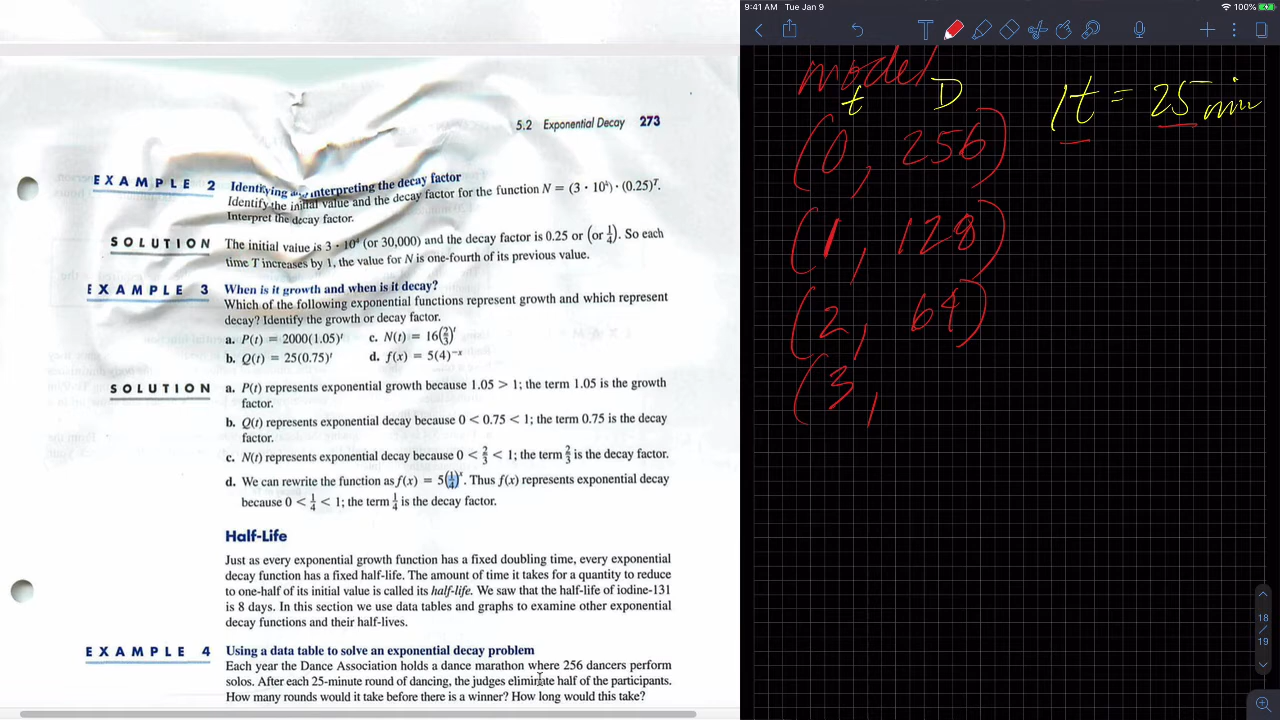 5.2 Exponential Decay 273
EXAMPLE 2 Identifying and interpreting the decay factor
Identify the initial value and the decay factor for the function N = (3 · 10⁴) · (0.25)ᵀ.
Interpret the decay factor.
SOLUTION The initial value is 3 · 10⁴ (or 30,000) and the decay factor is 0.25 or (or 1/4). So each
time T increases by 1, the value for N is one-fourth of its previous value.
EXAMPLE 3 When is it growth and when is it decay?
Which of the following exponential functions represent growth and which represent
decay? Identify the growth or decay factor.
a. P(t) = 2000(1.05)ᵗ c. N(t) = 16(2/3)ᵗ
b. Q(t) = 25(0.75)ᵗ d. f(x) = 5(4)⁻ˣ
SOLUTION a. P(t) represents exponential growth because 1.05 > 1; the term 1.05 is the growth
factor.
b. Q(t) represents exponential decay because 0 < 0.75 < 1; the term 0.75 is the decay
factor.
c. N(t) represents exponential decay because 0 < 2/3 < 1; the term 2/3 is the decay factor.
d. We can rewrite the function as f(x) = 5(1/4)ˣ. Thus f(x) represents exponential decay
because 0 < 1/4 < 1; the term 1/4 is the decay factor.
Half-Life
Just as every exponential growth function has a fixed doubling time, every exponential
decay function has a fixed half-life. The amount of time it takes for a quantity to reduce
to one-half of its initial value is called its half-life. We saw that the half-life of iodine-131
is 8 days. In this section we use data tables and graphs to examine other exponential
decay functions and their half-lives.
EXAMPLE 4 Using a data table to solve an exponential decay problem
Each year the Dance Association holds a dance marathon where 256 dancers perform
solos. After each 25-minute round of dancing, the judges eliminate half of the participants.
How many rounds would it take before there is a winner? How long would this take?
9:41 AM Tue Jan 9 100%
model
t D 1t = 25 min
(0, 256)
(1, 128)
(2, 64)
(3,
18
/
19